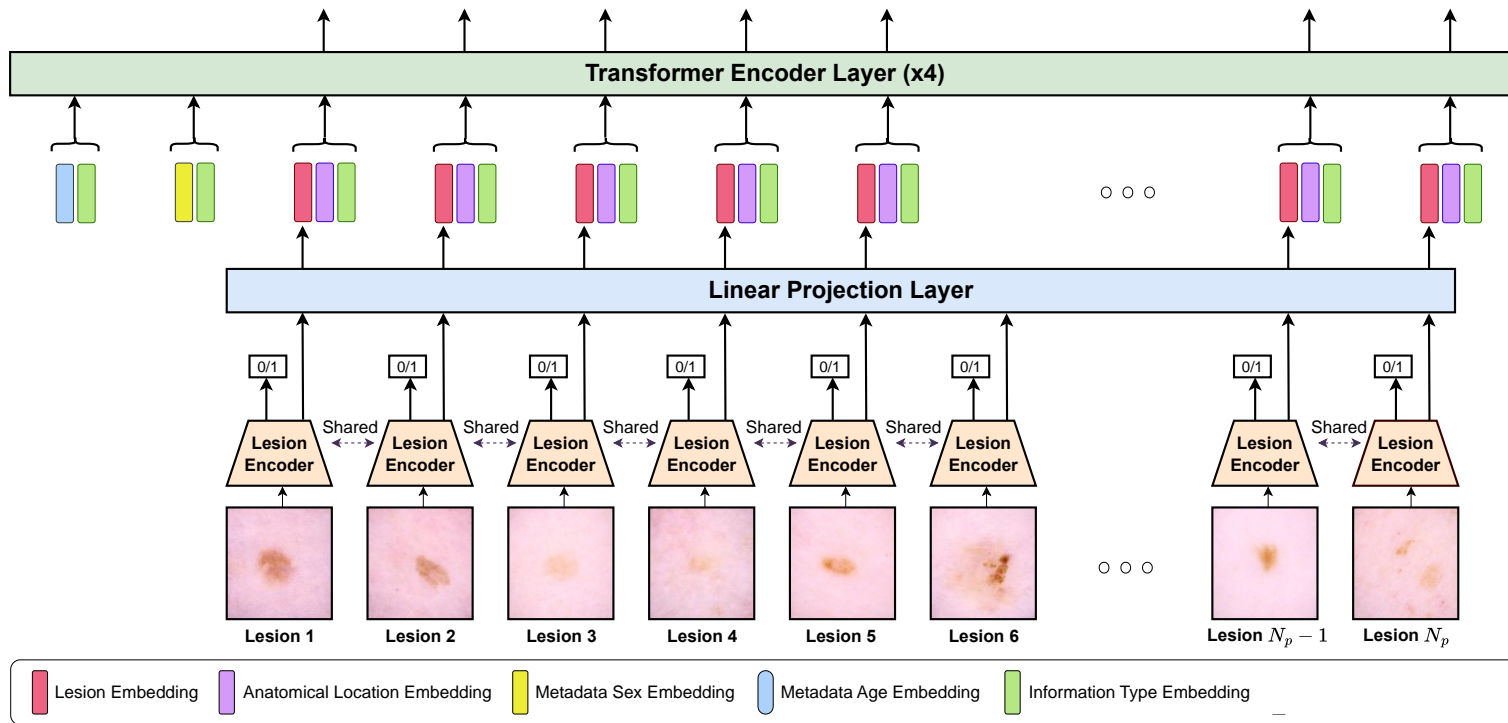 Transformer Encoder Layer (x4)
Linear Projection Layer
0/1 0/1 0/1 0/1 0/1 0/1 0/1
Shared Shared Shared Shared Shared Shared
Lesion Encoder
Lesion Encoder
Lesion Encoder
Lesion Encoder
Lesion Encoder
Lesion Encoder
Lesion Encoder
Lesion Encoder
Lesion 1 Lesion 2 Lesion 3 Lesion 4 Lesion 5 Lesion 6 Lesion $N_p - 1$ Lesion $N_p$
Lesion Embedding Anatomical Location Embedding Metadata Sex Embedding Metadata Age Embedding Information Type Embedding